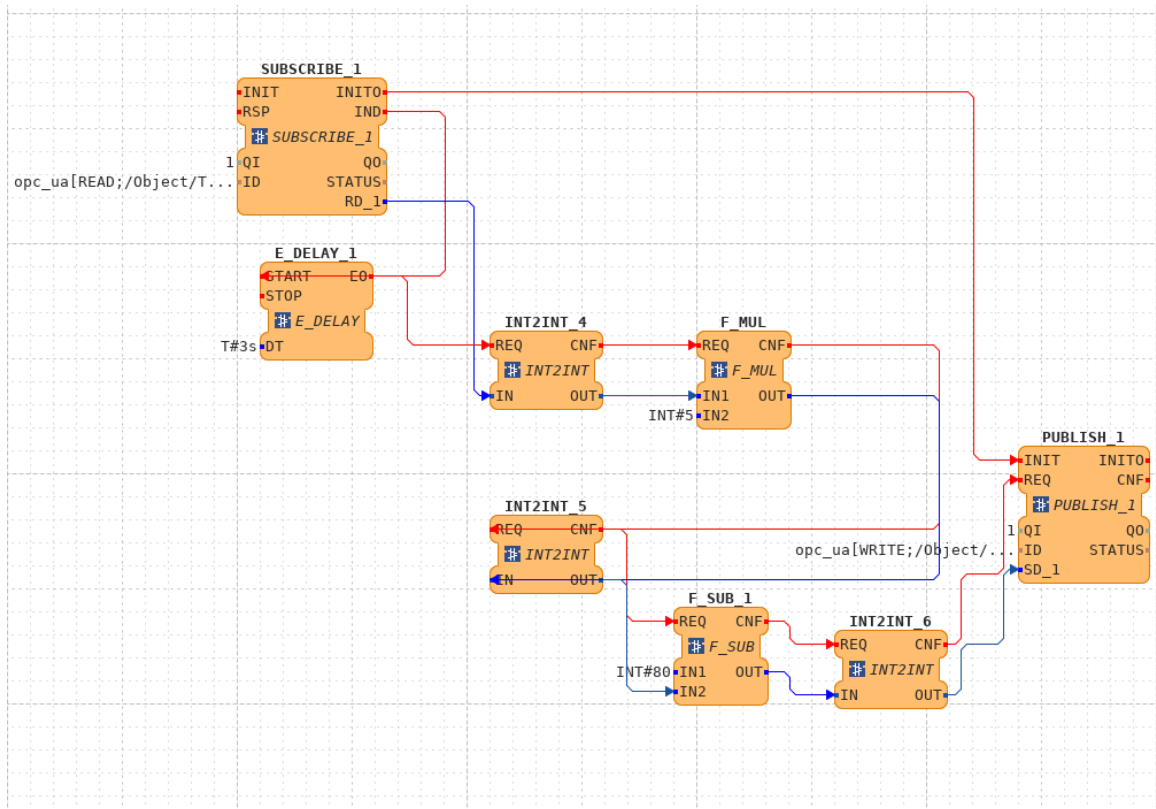 SUBSCRIBE_1
INIT INITO
RSP IND
SUBSCRIBE_1
1 QI QO
opc_ua[READ;/Object/T... ID STATUS
RD_1
E_DELAY_1
START EO
STOP
E_DELAY
T#3s DT
INT2INT_4
REQ CNF
INT2INT
IN OUT
F_MUL
REQ CNF
F_MUL
IN1 OUT
INT#5 IN2
PUBLISH_1
INIT INITO
REQ CNF
PUBLISH_1
1 QI QO
opc_ua[WRITE;/Object/... ID STATUS
SD_1
INT2INT_5
REQ CNF
INT2INT
IN OUT
F_SUB_1
REQ CNF
F_SUB
INT#80 IN1 OUT
IN2
INT2INT_6
REQ CNF
INT2INT
IN OUT